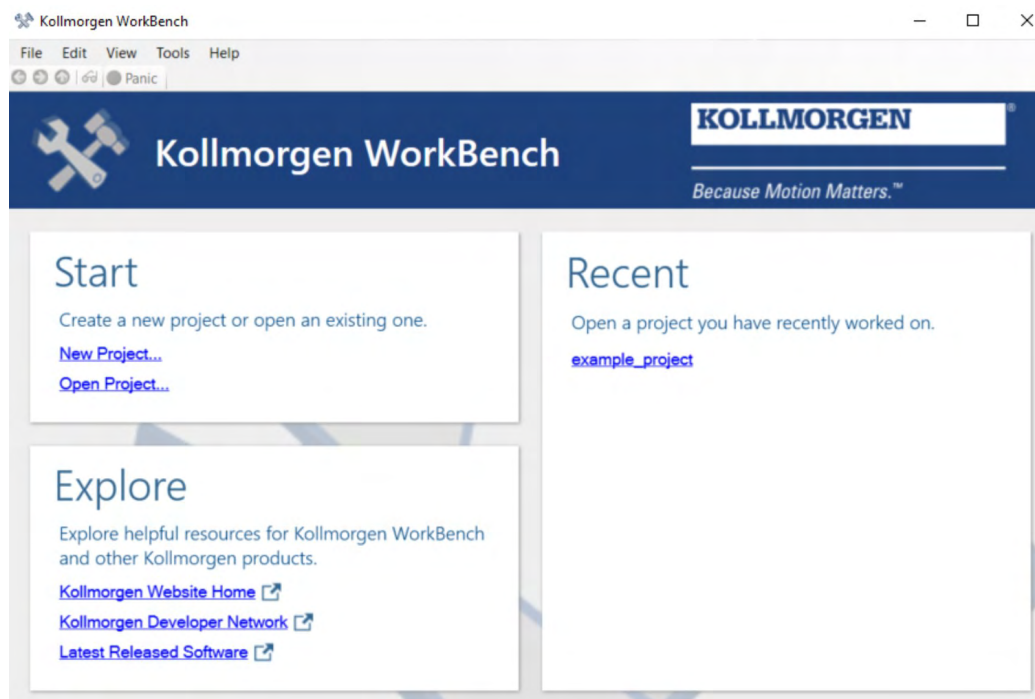 Kollmorgen WorkBench
File Edit View Tools Help
Panic
Kollmorgen WorkBench
KOLLMORGEN®
Because Motion Matters.™
Start
Create a new project or open an existing one.
New Project...
Open Project...
Explore
Explore helpful resources for Kollmorgen WorkBench
and other Kollmorgen products.
Kollmorgen Website Home
Kollmorgen Developer Network
Latest Released Software
Recent
Open a project you have recently worked on.
example_project